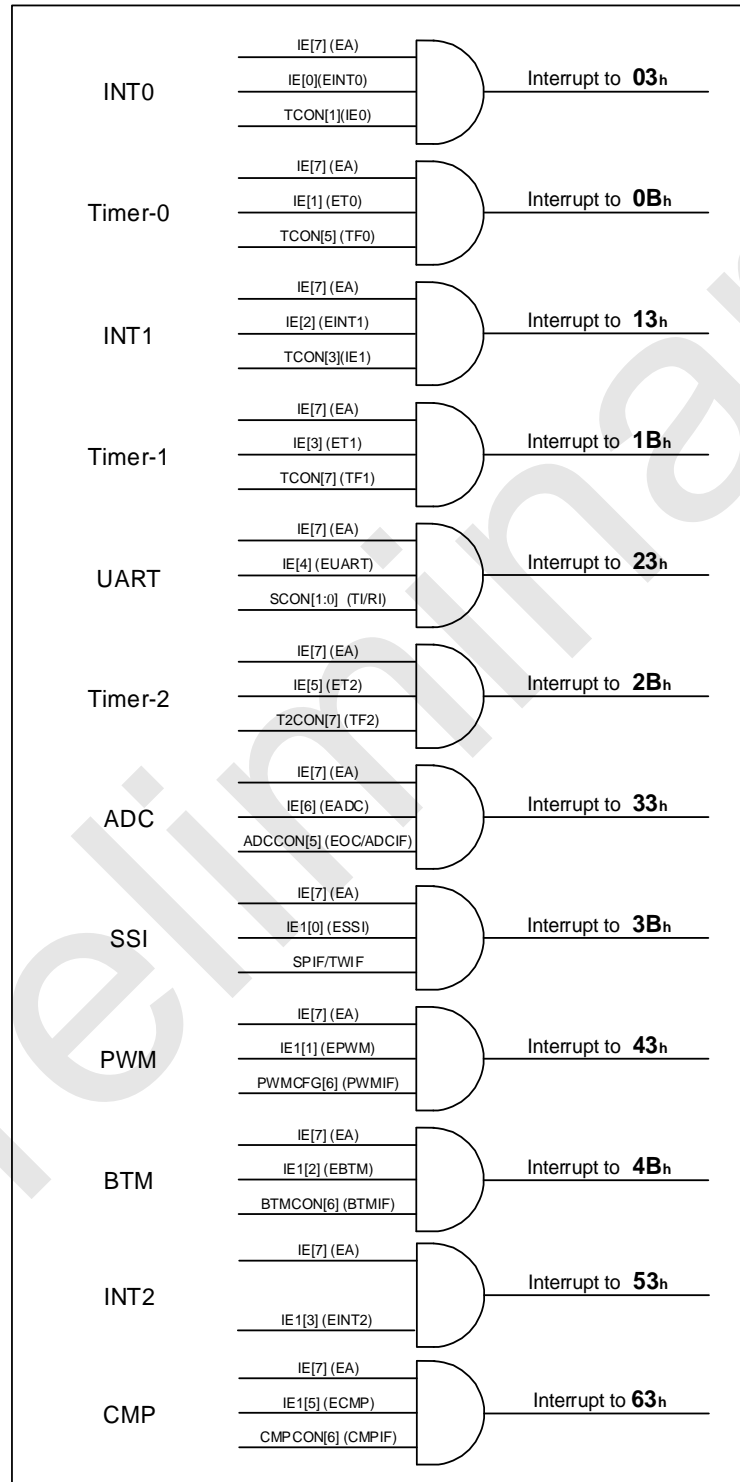 IE[7] (EA)
INT0 IE[0](EINT0) Interrupt to 03h
TCON[1](IE0)
IE[7] (EA)
Timer-0 IE[1] (ET0) Interrupt to 0Bh
TCON[5] (TF0)
IE[7] (EA)
INT1 IE[2] (EINT1) Interrupt to 13h
TCON[3](IE1)
IE[7] (EA)
Timer-1 IE[3] (ET1) Interrupt to 1Bh
TCON[7] (TF1)
IE[7] (EA)
UART IE[4] (EUART) Interrupt to 23h
SCON[1:0] (TI/RI)
IE[7] (EA)
Timer-2 IE[5] (ET2) Interrupt to 2Bh
T2CON[7] (TF2)
IE[7] (EA)
ADC IE[6] (EADC) Interrupt to 33h
ADCCON[5] (EOC/ADCIF)
IE[7] (EA)
SSI IE1[0] (ESSI) Interrupt to 3Bh
SPIF/TWIF
IE[7] (EA)
PWM IE1[1] (EPWM) Interrupt to 43h
PWMCFG[6] (PWMIF)
IE[7] (EA)
BTM IE1[2] (EBTM) Interrupt to 4Bh
BTMCON[6] (BTMIF)
IE[7] (EA)
INT2 Interrupt to 53h
IE1[3] (EINT2)
IE[7] (EA)
CMP IE1[5] (ECMP) Interrupt to 63h
CMPCON[6] (CMPIF)
elimina